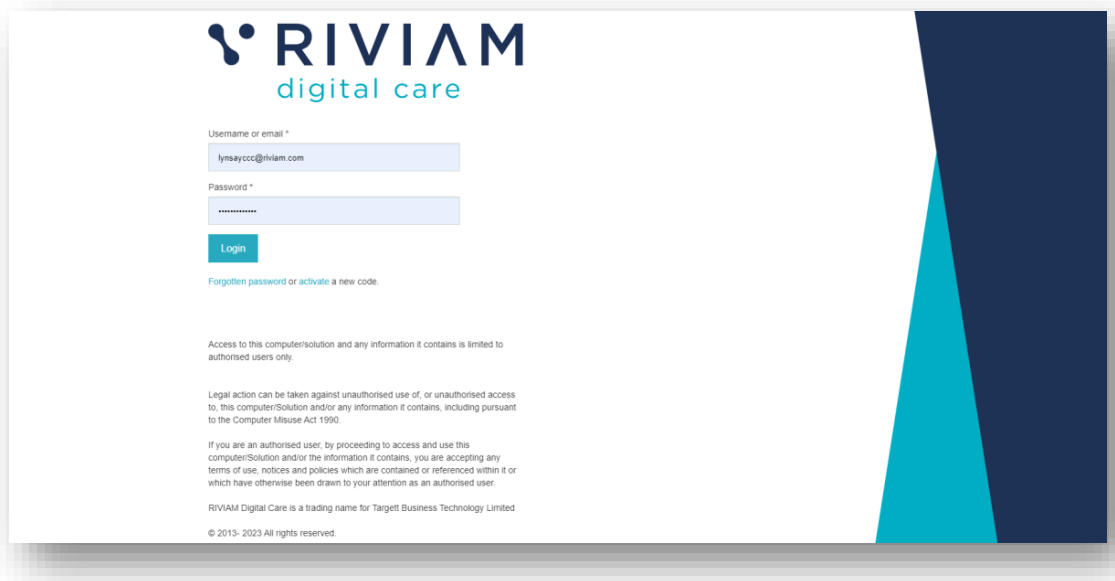 RIVIAM
digital care
Username or email *
lynsayccc@riviam.com
Password *
•••••••••••••
Login
Forgotten password or activate a new code.
Access to this computer/solution and any information it contains is limited to
authorised users only.
Legal action can be taken against unauthorised use of, or unauthorised access
to, this computer/Solution and/or any information it contains, including pursuant
to the Computer Misuse Act 1990.
If you are an authorised user, by proceeding to access and use this
computer/Solution and/or the information it contains, you are accepting any
terms of use, notices and policies which are contained or referenced within it or
which have otherwise been drawn to your attention as an authorised user.
RIVIAM Digital Care is a trading name for Targett Business Technology Limited
© 2013- 2023 All rights reserved.